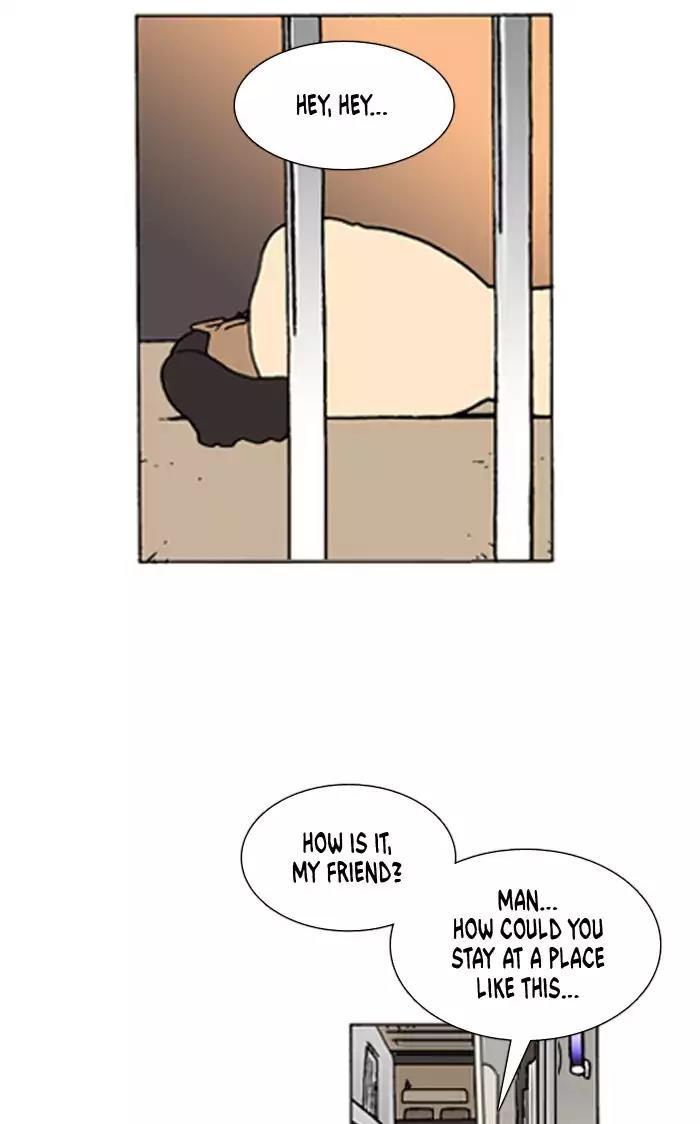 HEY, HEY...
HOW IS IT,
MY FRIEND?
MAN...
HOW COULD YOU
STAY AT A PLACE
LIKE THIS...